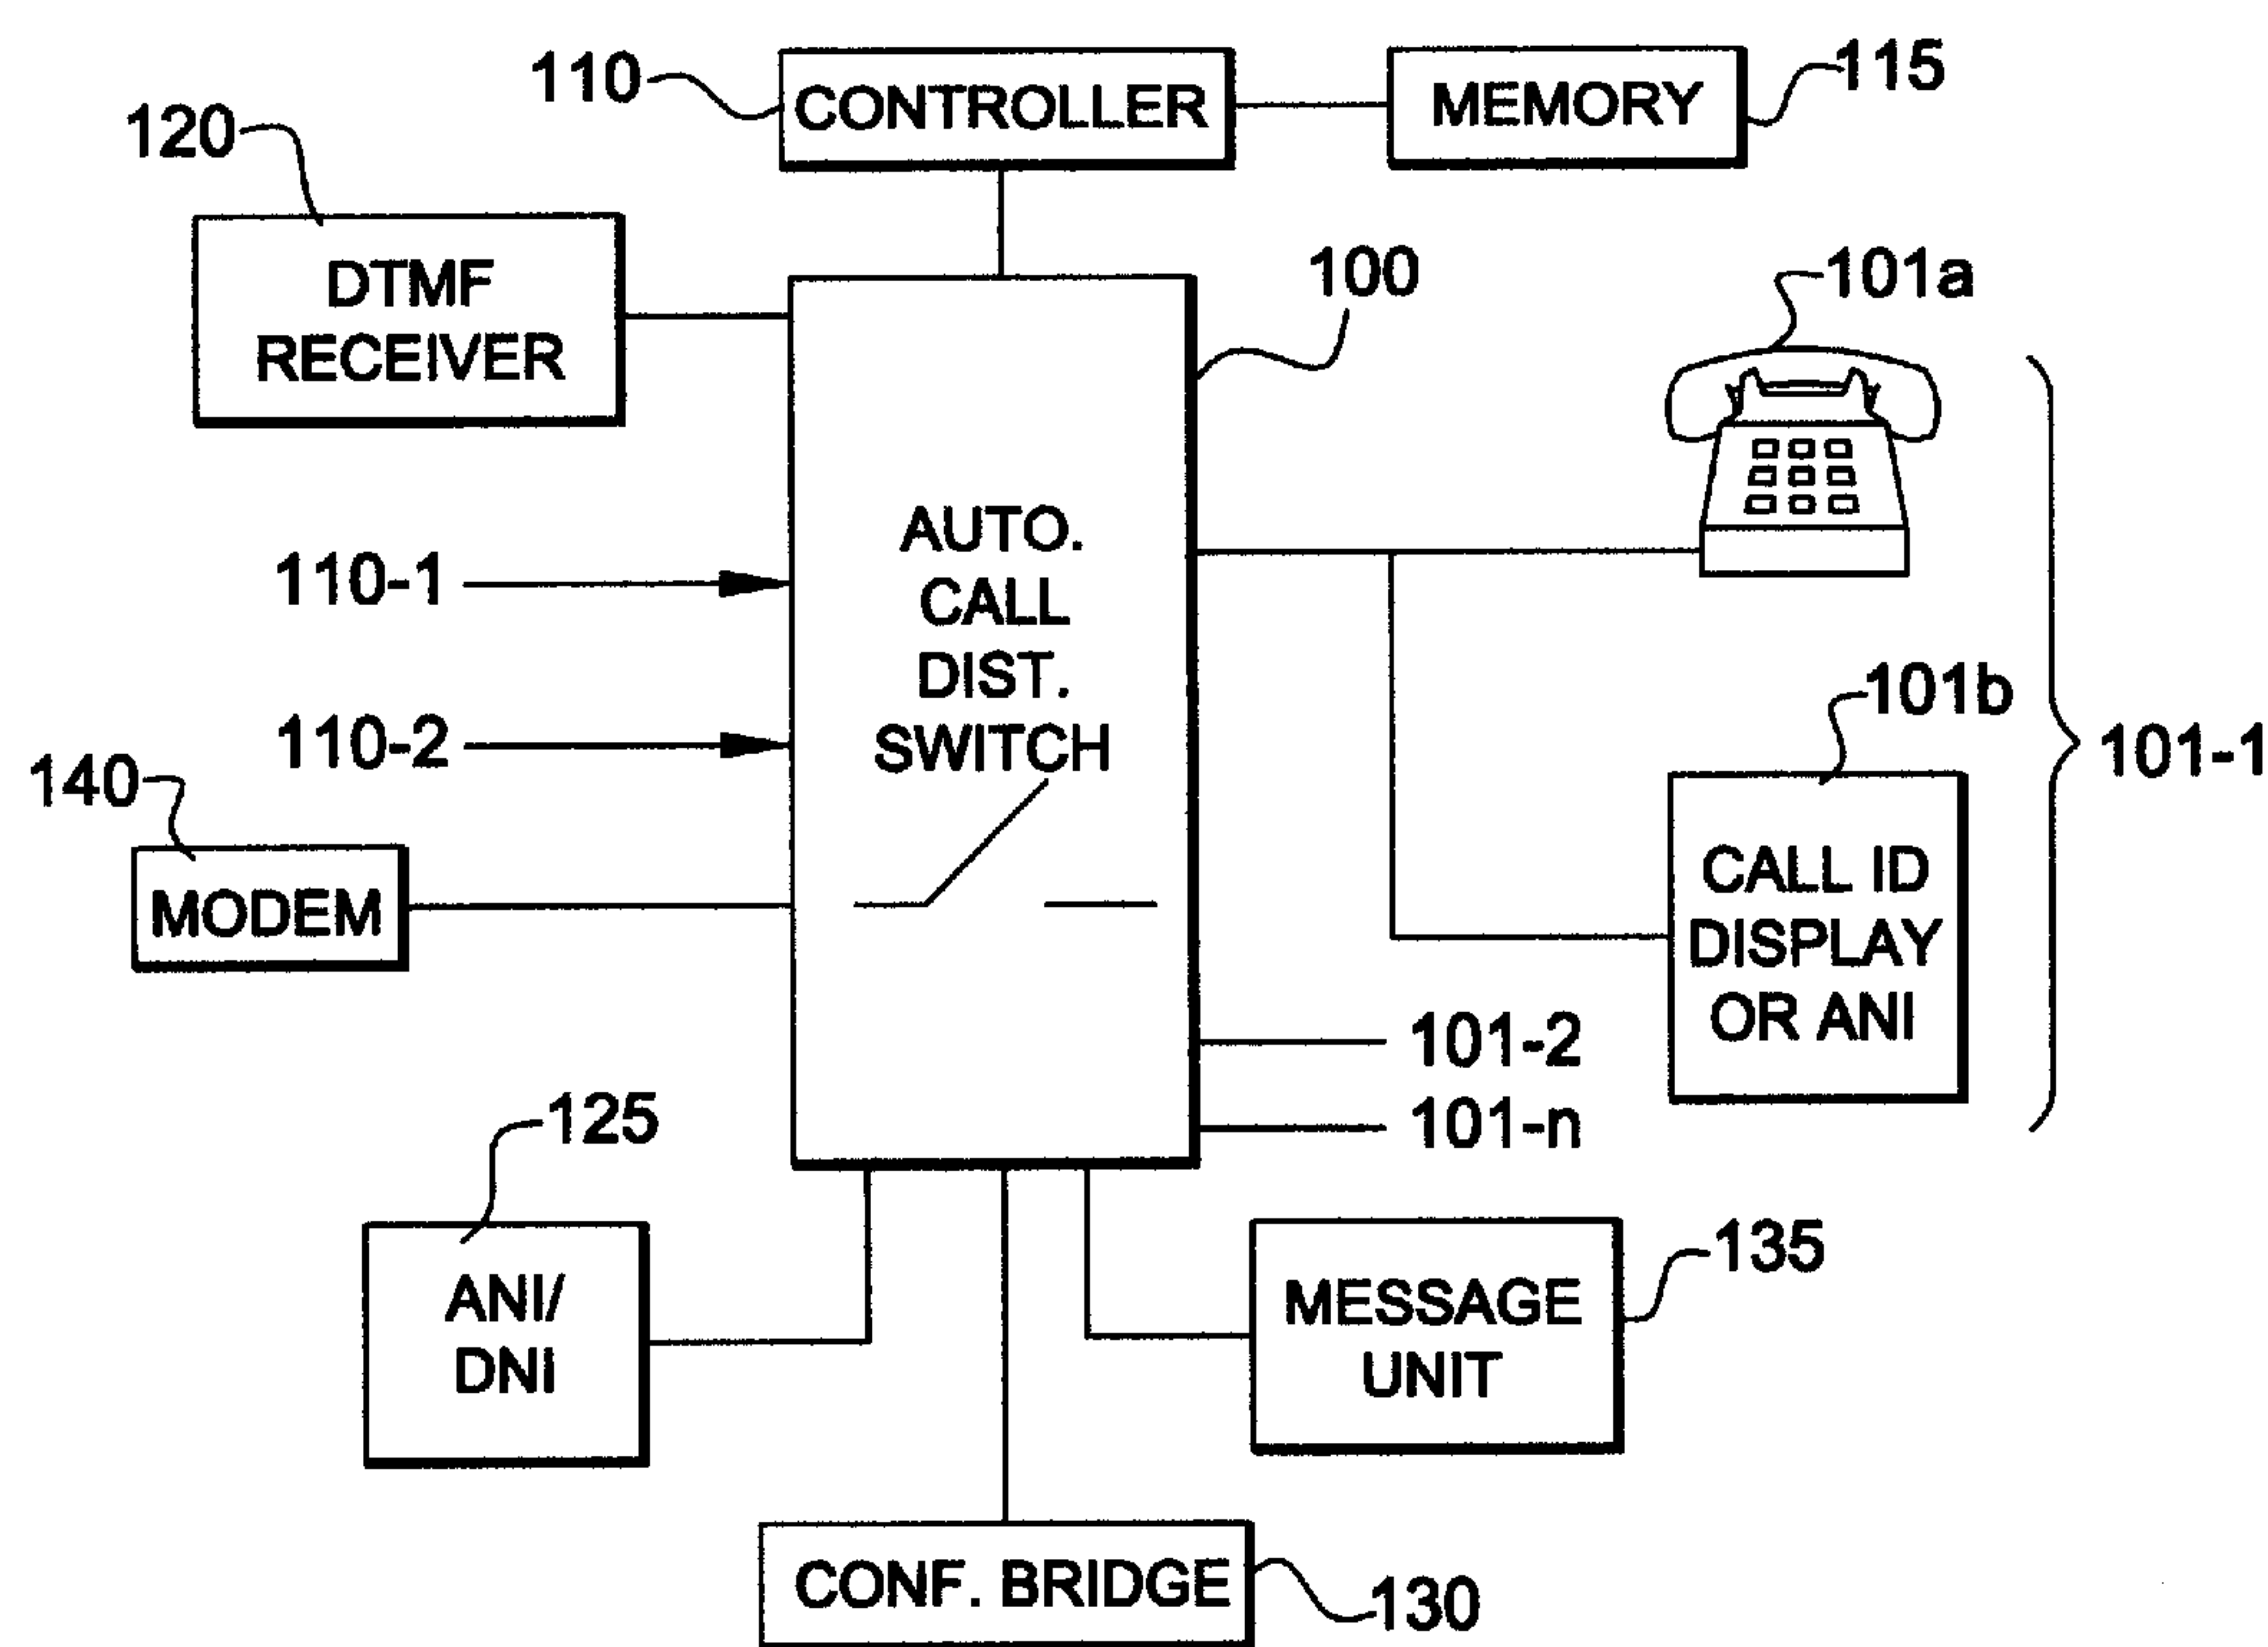 110
CONTROLLER
MEMORY
115
120
DTMF
RECEIVER
100
101a
AUTO.
CALL
DIST.
SWITCH
110-1
110-2
140
MODEM
101b
101-1
CALL ID
DISPLAY
OR ANI
101-2
101-n
125
ANI/
DNI
135
MESSAGE
UNIT
CONF. BRIDGE
130